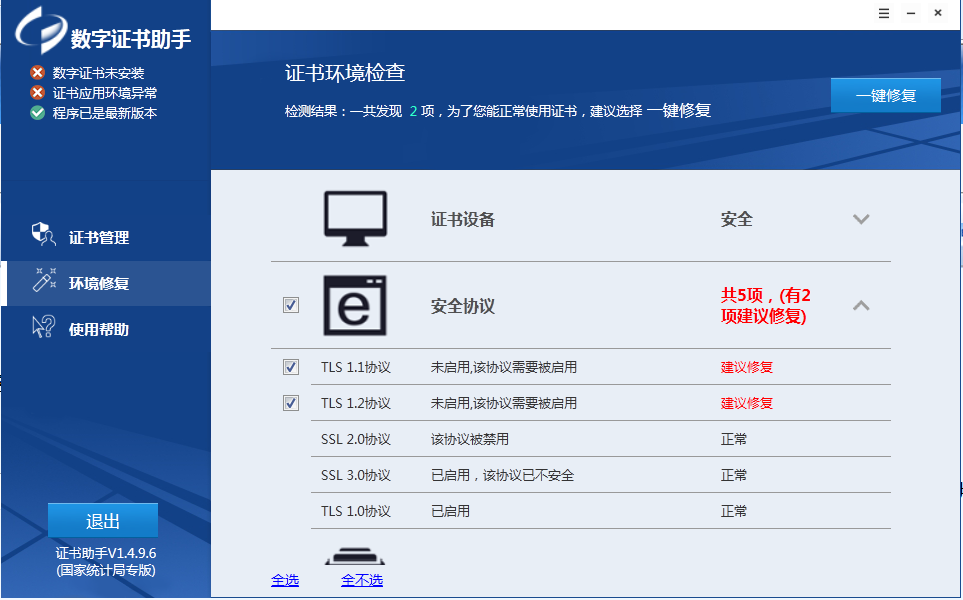 数字证书助手
数字证书未安装
证书应用环境异常
程序已是最新版本
证书管理
环境修复
使用帮助
退出
证书助手V1.4.9.6
(国家统计局专版)
证书环境检查
检测结果：一共发现 2 项，为了您能正常使用证书，建议选择 一键修复
一键修复
证书设备 安全
安全协议 共5项，(有2
项建议修复)
TLS 1.1协议 未启用,该协议需要被启用 建议修复
TLS 1.2协议 未启用,该协议需要被启用 建议修复
SSL 2.0协议 该协议被禁用 正常
SSL 3.0协议 已启用，该协议已不安全 正常
TLS 1.0协议 已启用 正常
全选 全不选